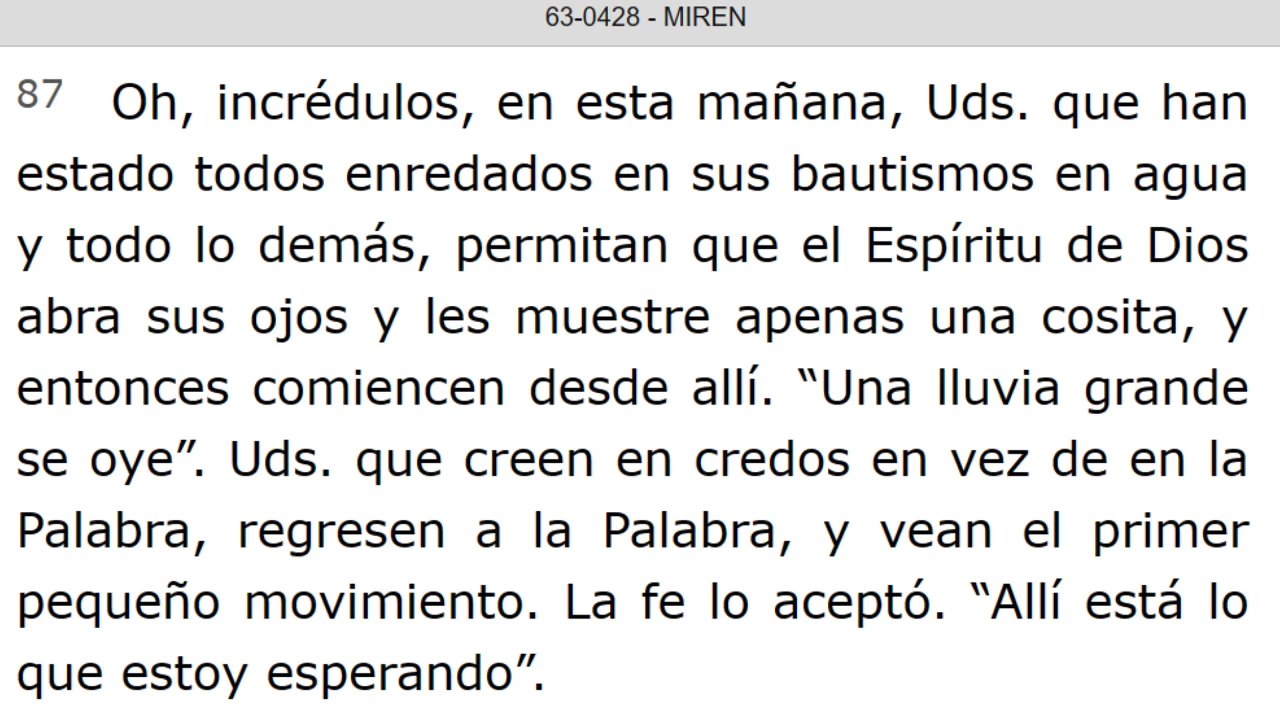 63-0428 - MIREN
87 Oh, incrédulos, en esta mañana, Uds. que han
estado todos enredados en sus bautismos en agua
y todo lo demás, permitan que el Espíritu de Dios
abra sus ojos y les muestre apenas una cosita, y
entonces comiencen desde allí. “Una lluvia grande
se oye”. Uds. que creen en credos en vez de en la
Palabra, regresen a la Palabra, y vean el primer
pequeño movimiento. La fe lo aceptó. “Allí está lo
que estoy esperando”.